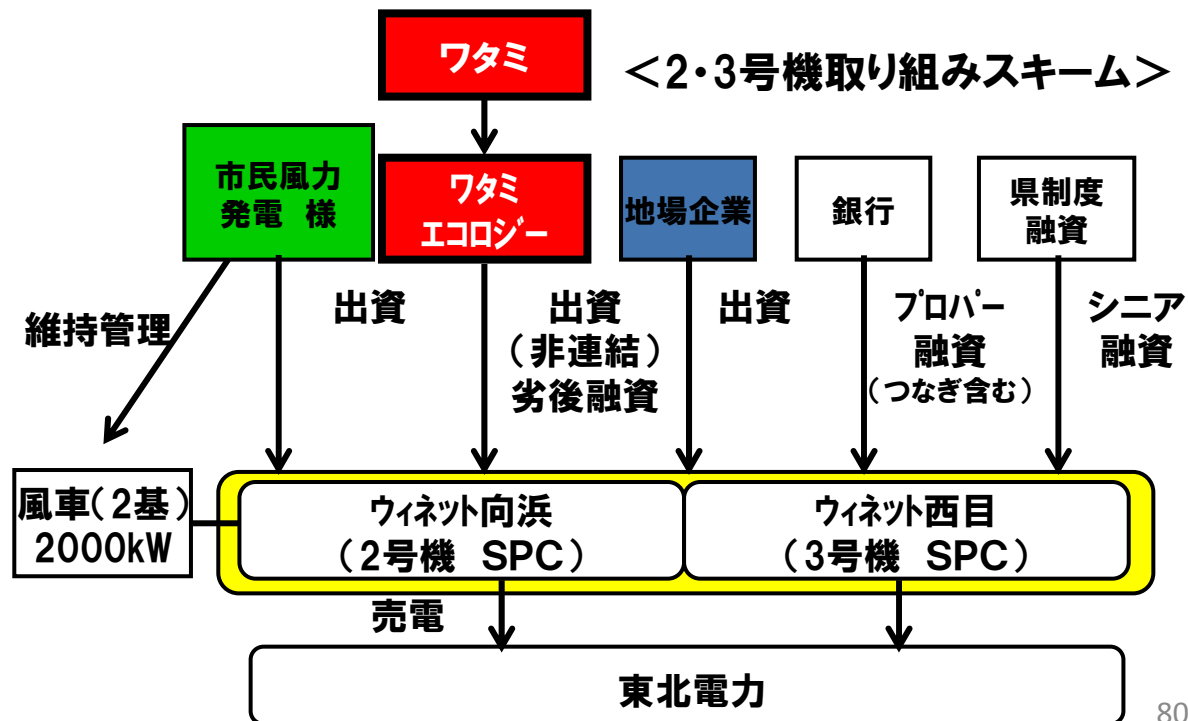 ワタミ
＜2・3号機取り組みスキーム＞
市民風力
発電 様
ワタミ
エコロジー
地場企業
銀行
県制度
融資
維持管理
出資
出資
（非連結）
劣後融資
出資
プロパー
融資
（つなぎ含む）
シニア
融資
風車（2基）
2000kW
ウィネット向浜
（2号機 SPC）
ウィネット西目
（3号機 SPC）
売電
東北電力
80